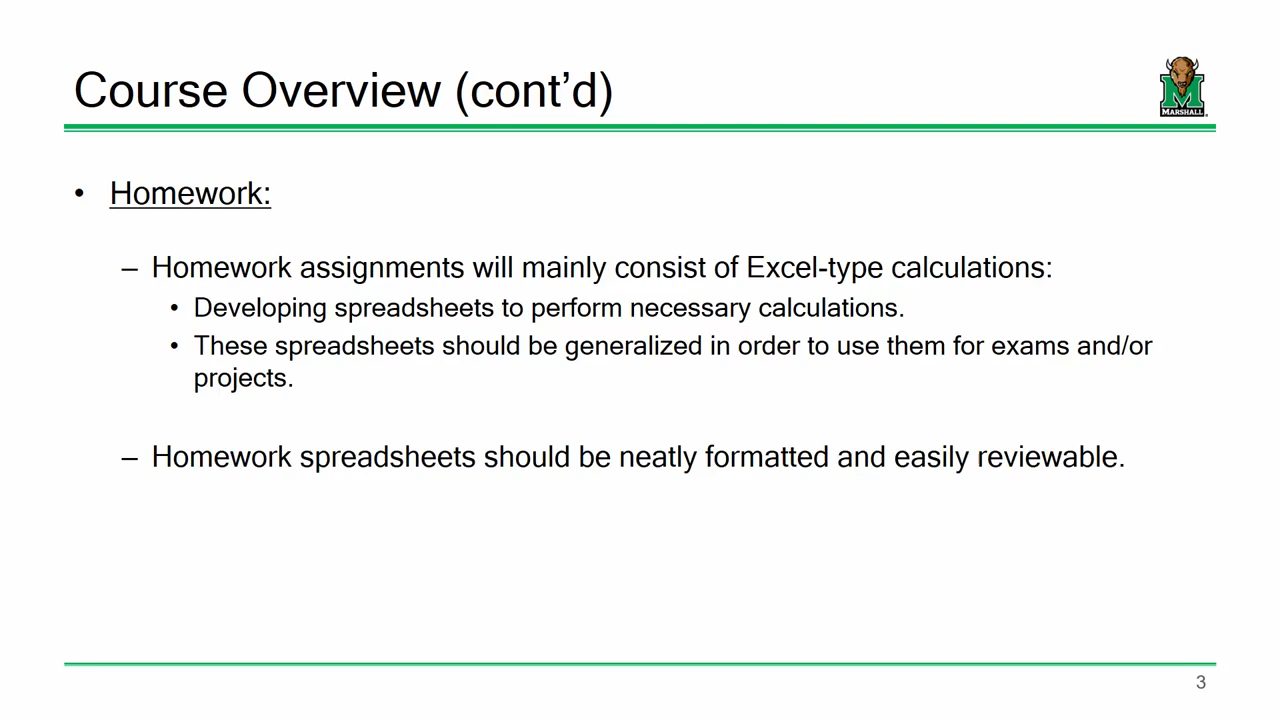 Course Overview (cont’d)
MARSHALL
• Homework:
– Homework assignments will mainly consist of Excel-type calculations:
• Developing spreadsheets to perform necessary calculations.
• These spreadsheets should be generalized in order to use them for exams and/or
projects.
– Homework spreadsheets should be neatly formatted and easily reviewable.
3